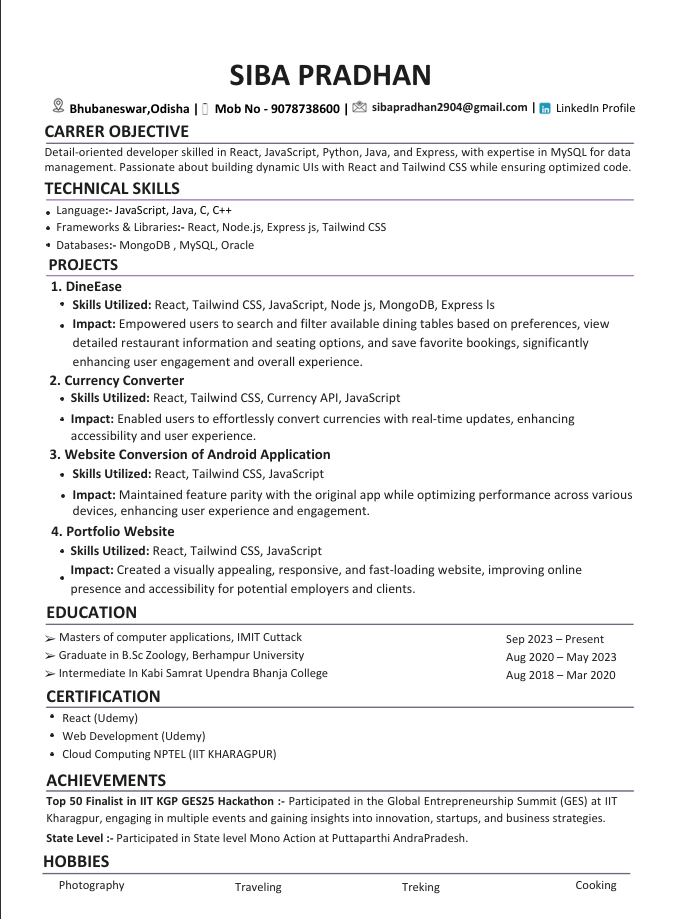 SIBA PRADHAN
Bhubaneswar,Odisha | Mob No - 9078738600 | sibapradhan2904@gmail.com | LinkedIn Profile
CARRER OBJECTIVE
Detail-oriented developer skilled in React, JavaScript, Python, Java, and Express, with expertise in MySQL for data
management. Passionate about building dynamic UIs with React and Tailwind CSS while ensuring optimized code.
TECHNICAL SKILLS
• Language:- JavaScript, Java, C, C++
• Frameworks & Libraries:- React, Node.js, Express js, Tailwind CSS
• Databases:- MongoDB , MySQL, Oracle
PROJECTS
1. DineEase
• Skills Utilized: React, Tailwind CSS, JavaScript, Node js, MongoDB, Express ls
• Impact: Empowered users to search and filter available dining tables based on preferences, view
detailed restaurant information and seating options, and save favorite bookings, significantly
enhancing user engagement and overall experience.
2. Currency Converter
• Skills Utilized: React, Tailwind CSS, Currency API, JavaScript
• Impact: Enabled users to effortlessly convert currencies with real-time updates, enhancing
accessibility and user experience.
3. Website Conversion of Android Application
• Skills Utilized: React, Tailwind CSS, JavaScript
• Impact: Maintained feature parity with the original app while optimizing performance across various
devices, enhancing user experience and engagement.
4. Portfolio Website
• Skills Utilized: React, Tailwind CSS, JavaScript
• Impact: Created a visually appealing, responsive, and fast-loading website, improving online
presence and accessibility for potential employers and clients.
EDUCATION
➢ Masters of computer applications, IMIT Cuttack Sep 2023 – Present
➢ Graduate in B.Sc Zoology, Berhampur University Aug 2020 – May 2023
➢ Intermediate In Kabi Samrat Upendra Bhanja College Aug 2018 – Mar 2020
CERTIFICATION
• React (Udemy)
• Web Development (Udemy)
• Cloud Computing NPTEL (IIT KHARAGPUR)
ACHIEVEMENTS
Top 50 Finalist in IIT KGP GES25 Hackathon :- Participated in the Global Entrepreneurship Summit (GES) at IIT
Kharagpur, engaging in multiple events and gaining insights into innovation, startups, and business strategies.
State Level :- Participated in State level Mono Action at Puttaparthi AndraPradesh.
HOBBIES
Photography Traveling Treking Cooking